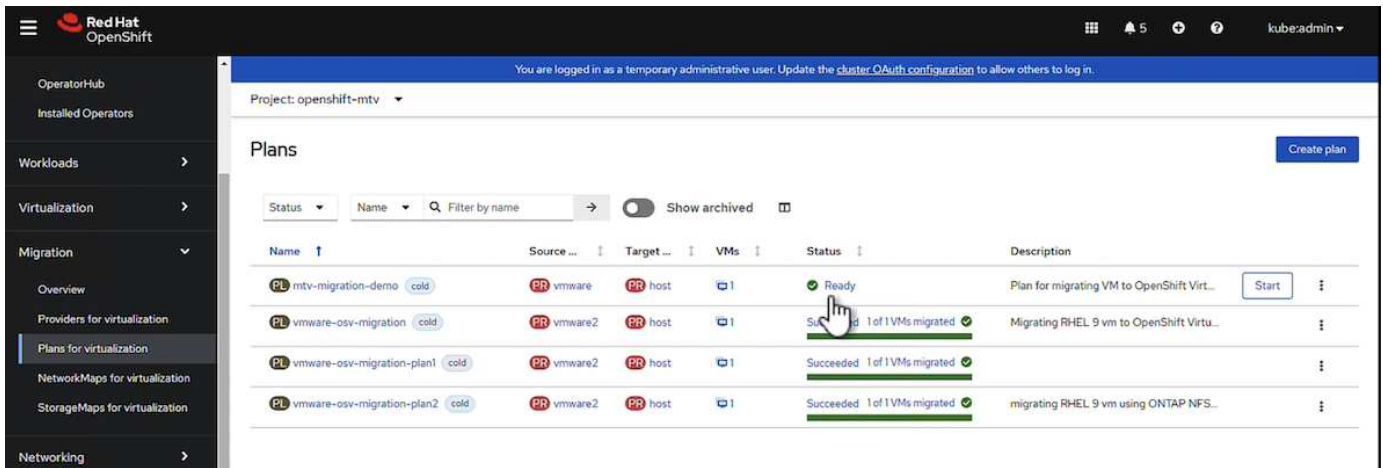 Red Hat
OpenShift
5
kube:admin
You are logged in as a temporary administrative user. Update the cluster OAuth configuration to allow others to log in.
OperatorHub
Installed Operators
Workloads
Virtualization
Migration
Overview
Providers for virtualization
Plans for virtualization
NetworkMaps for virtualization
StorageMaps for virtualization
Networking
Project: openshift-mtv
Plans
Create plan
Status Name Filter by name Show archived
Name Source ... Target ... VMs Status Description
PL mtv-migration-demo cold PR vmware PR host 1 Ready Plan for migrating VM to OpenShift Virt... Start
PL vmware-osv-migration cold PR vmware2 PR host 1 1 of 1 VMs migrated Migrating RHEL 9 vm to OpenShift Virtu...
PL vmware-osv-migration-plan1 cold PR vmware2 PR host 1 Succeeded 1 of 1 VMs migrated
PL vmware-osv-migration-plan2 cold PR vmware2 PR host 1 Succeeded 1 of 1 VMs migrated migrating RHEL 9 vm using ONTAP NFS...